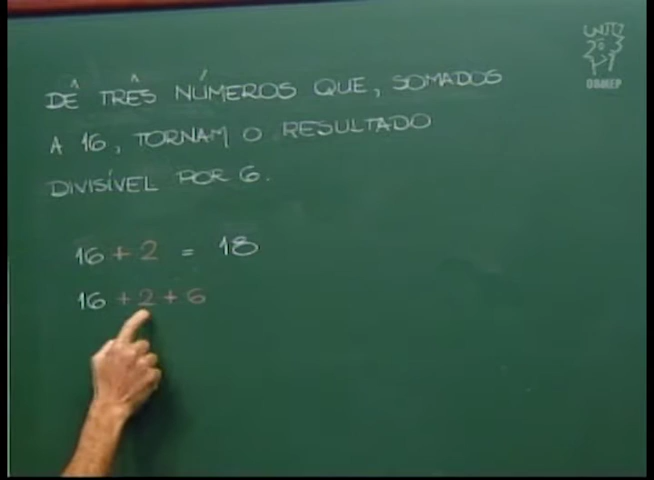 DÊ TRÊS NÚMEROS QUE, SOMADOS
A 16, TORNAM O RESULTADO
DIVISÍVEL POR 6.
16 + 2 = 18
16 + 2 + 6
OBMEP